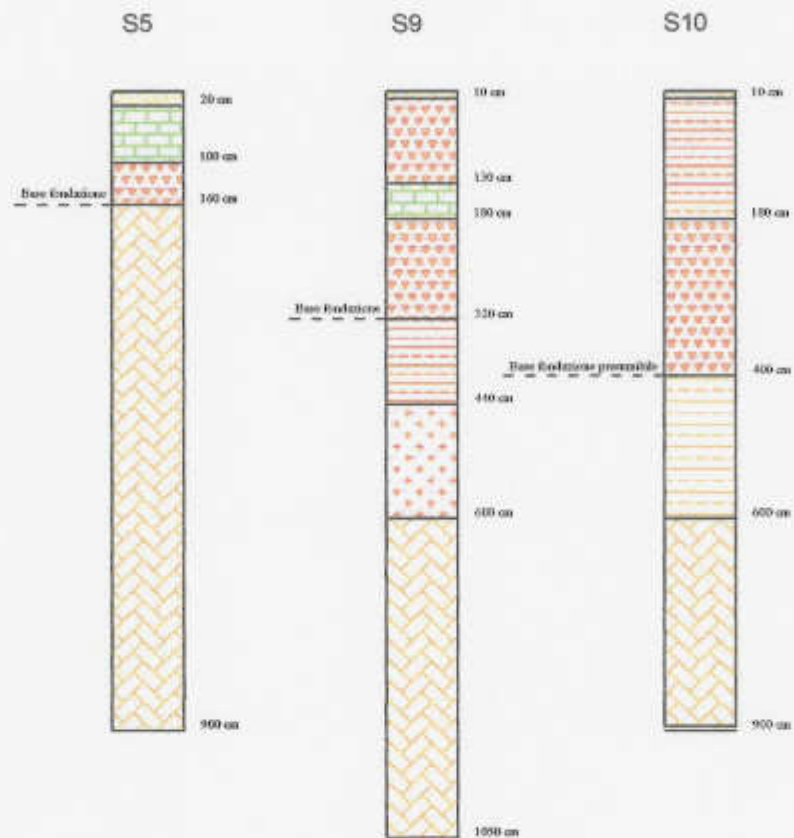 S5
20 cm
100 cm
Base fondazione
160 cm
900 cm
S9
10 cm
130 cm
180 cm
Base fondazione
320 cm
440 cm
600 cm
1050 cm
S10
10 cm
180 cm
Base fondazione presumibile
400 cm
600 cm
900 cm